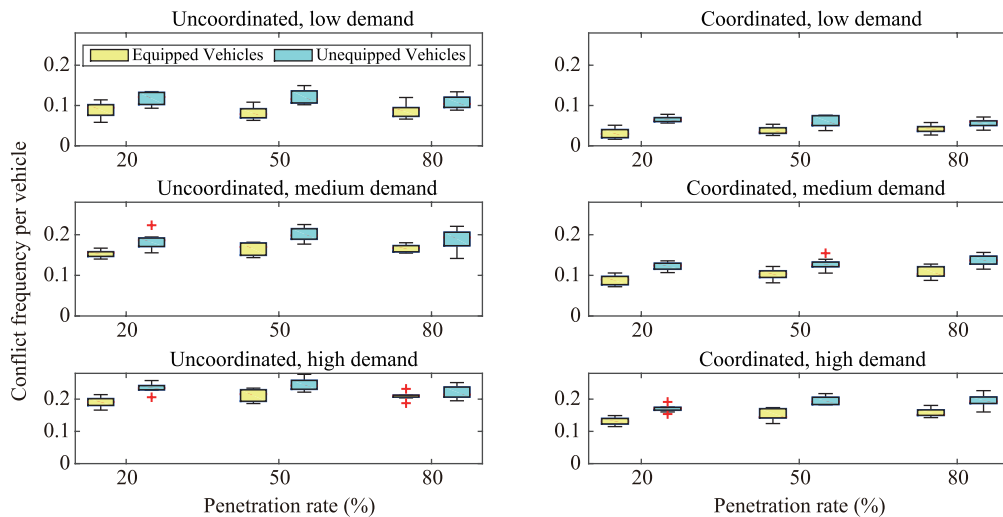 Uncoordinated, low demand
Coordinated, low demand
Equipped Vehicles Unequipped Vehicles
0.2
0.1
0
20 50 80
0.2
0.1
0
20 50 80
Uncoordinated, medium demand
Coordinated, medium demand
0.2
0.1
0
20 50 80
0.2
0.1
0
20 50 80
Uncoordinated, high demand
Coordinated, high demand
0.2
0.1
0
20 50 80
0.2
0.1
0
20 50 80
Conflict frequency per vehicle
Penetration rate (%)
Penetration rate (%)